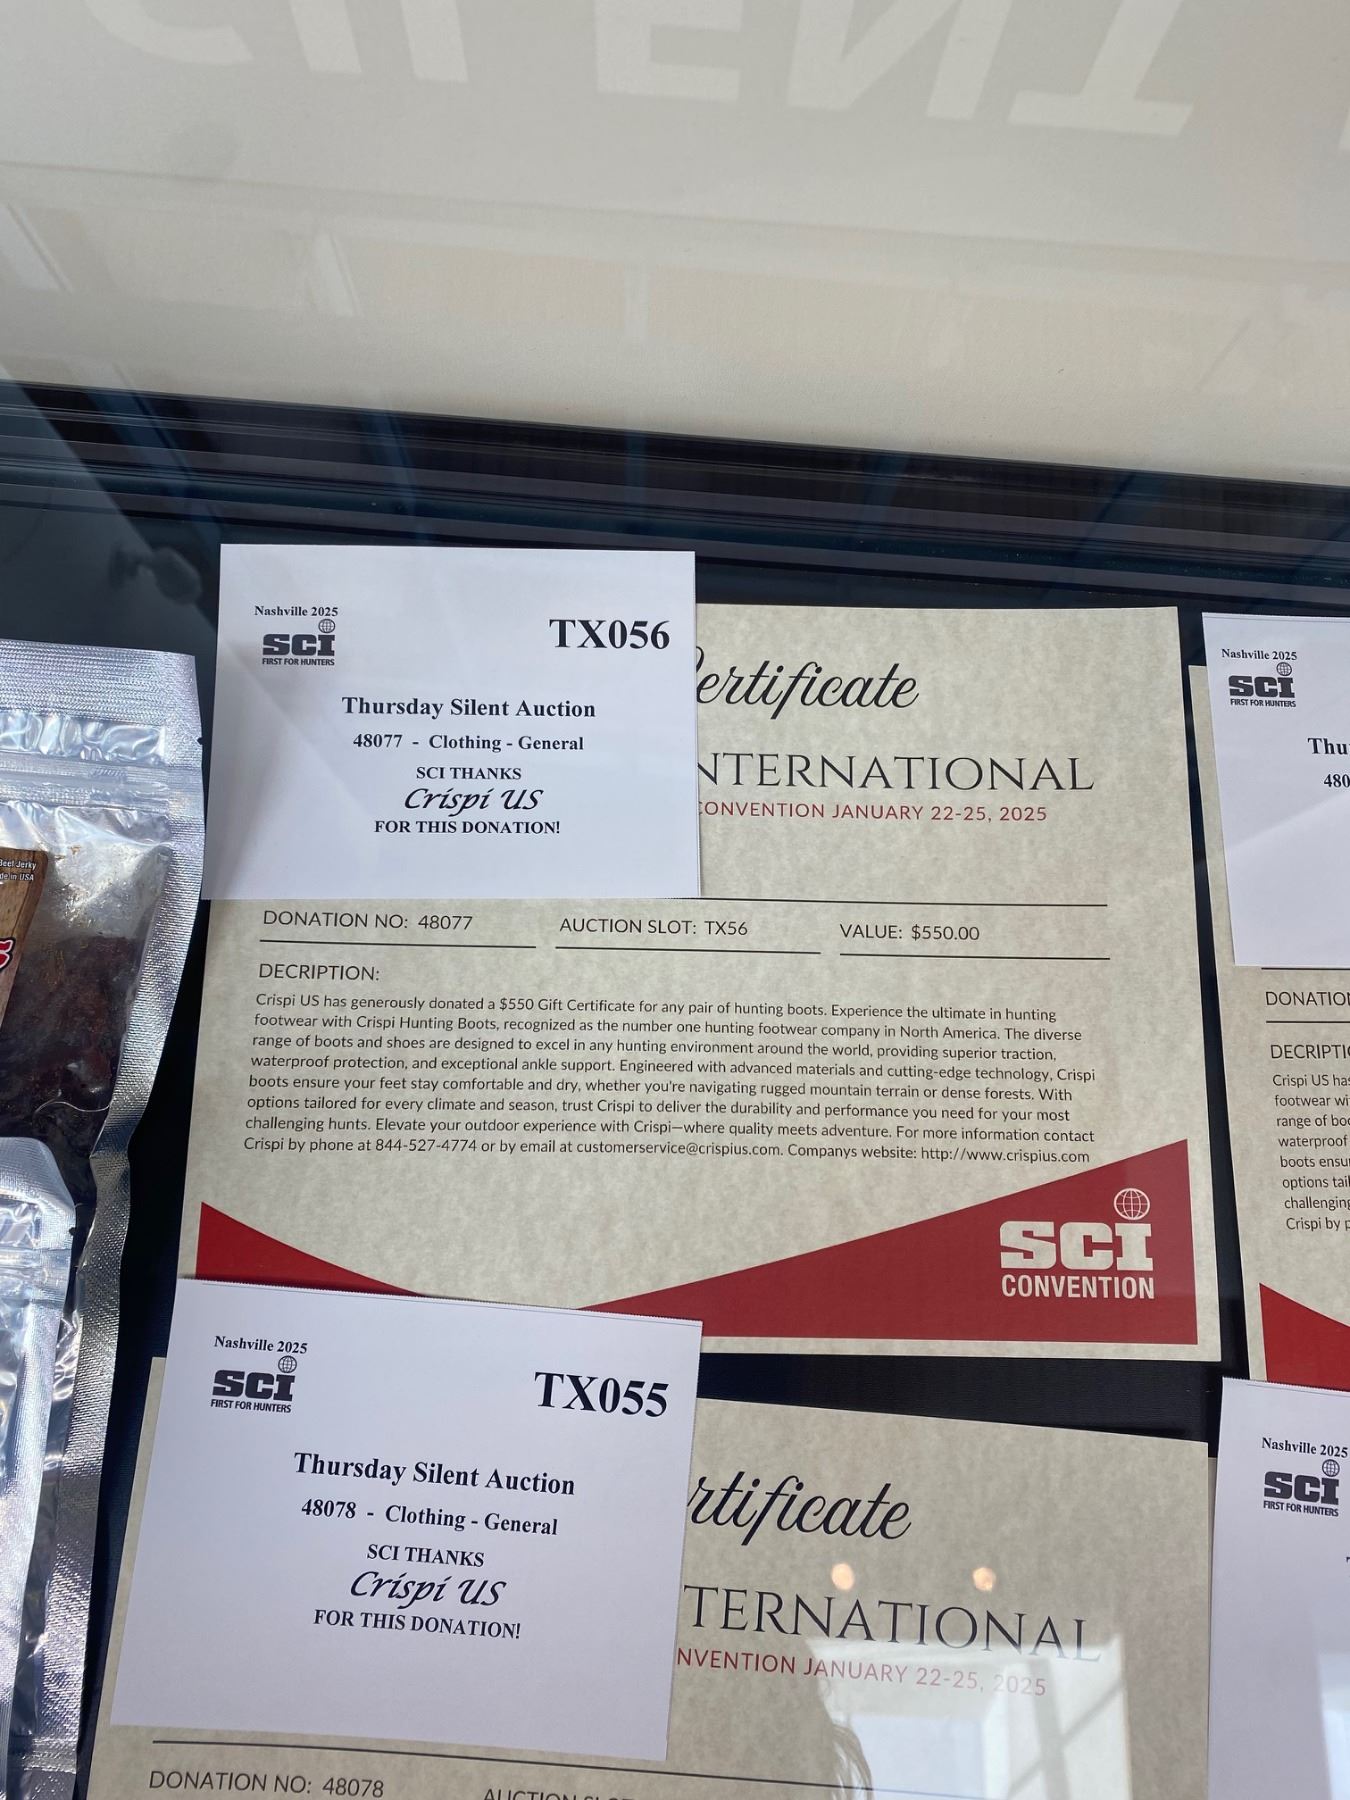 Nashville 2025
SCI
FIRST FOR HUNTERS
TX056
Thursday Silent Auction
48077 - Clothing - General
SCI THANKS
Crispi US
FOR THIS DONATION!
ertificate
NTERNATIONAL
CONVENTION JANUARY 22-25, 2025
DONATION NO: 48077
AUCTION SLOT: TX56
VALUE: $550.00
DECRIPTION:
Crispi US has generously donated a $550 Gift Certificate for any pair of hunting boots. Experience the ultimate in hunting
footwear with Crispi Hunting Boots, recognized as the number one hunting footwear company in North America. The diverse
range of boots and shoes are designed to excel in any hunting environment around the world, providing superior traction,
waterproof protection, and exceptional ankle support. Engineered with advanced materials and cutting-edge technology, Crispi
boots ensure your feet stay comfortable and dry, whether you're navigating rugged mountain terrain or dense forests. With
options tailored for every climate and season, trust Crispi to deliver the durability and performance you need for your most
challenging hunts. Elevate your outdoor experience with Crispi—where quality meets adventure. For more information contact
Crispi by phone at 844-527-4774 or by email at customerservice@crispius.com. Companys website: http://www.crispius.com
SCI
CONVENTION
Nashville 2025
SCI
FIRST FOR HUNTERS
TX055
Thursday Silent Auction
48078 - Clothing - General
SCI THANKS
Crispi US
FOR THIS DONATION!
rtificate
TERNATIONAL
NVENTION JANUARY 22-25, 2025
DONATION NO: 48078
Nashville 2025
SCI
FIRST FOR HUNTERS
Thu
480
DONATIO
DECRIPTI
Crispi US has
footwear wi
range of boo
waterproof
boots ensu
options tail
challenging
Crispi by p
Nashville 2025
SCI
FIRST FOR HUNTERS
Beef Jerky
de in USA